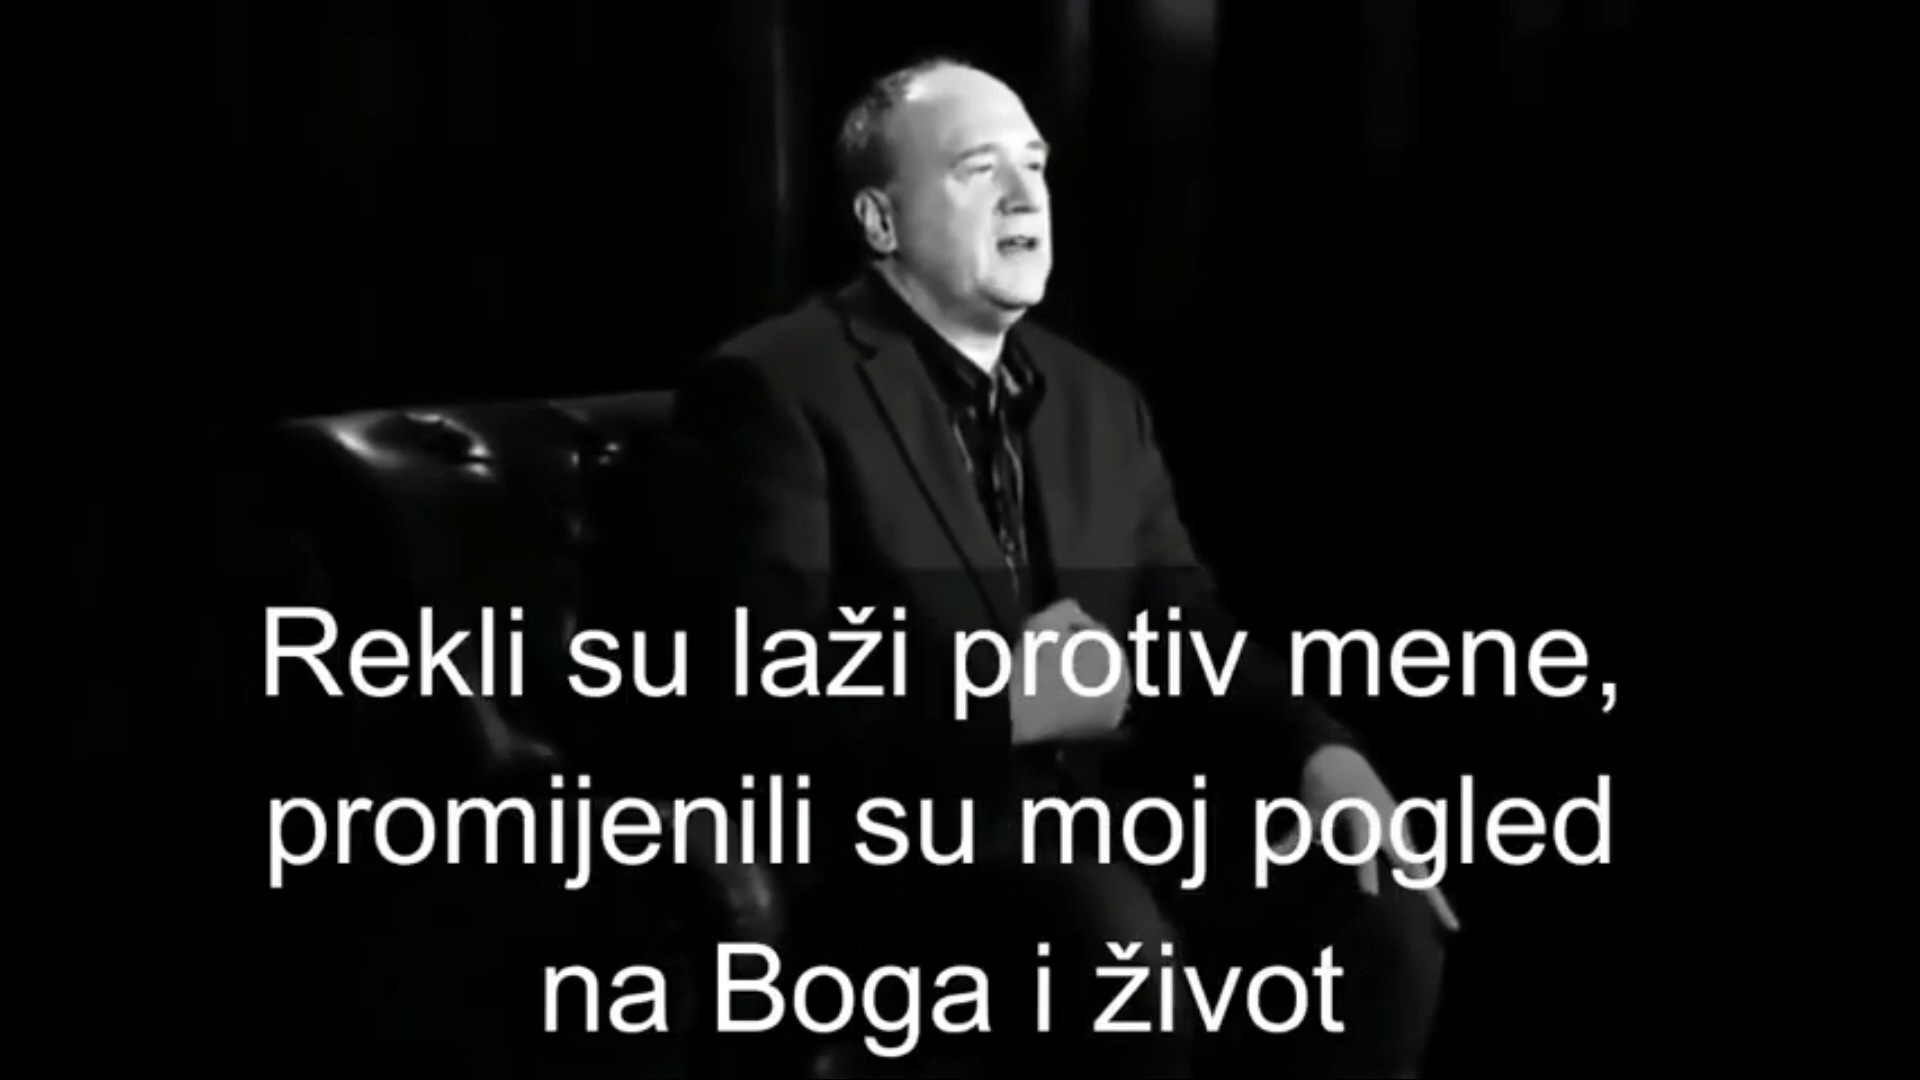 Rekli su laži protiv mene,
promijenili su moj pogled
na Boga i život